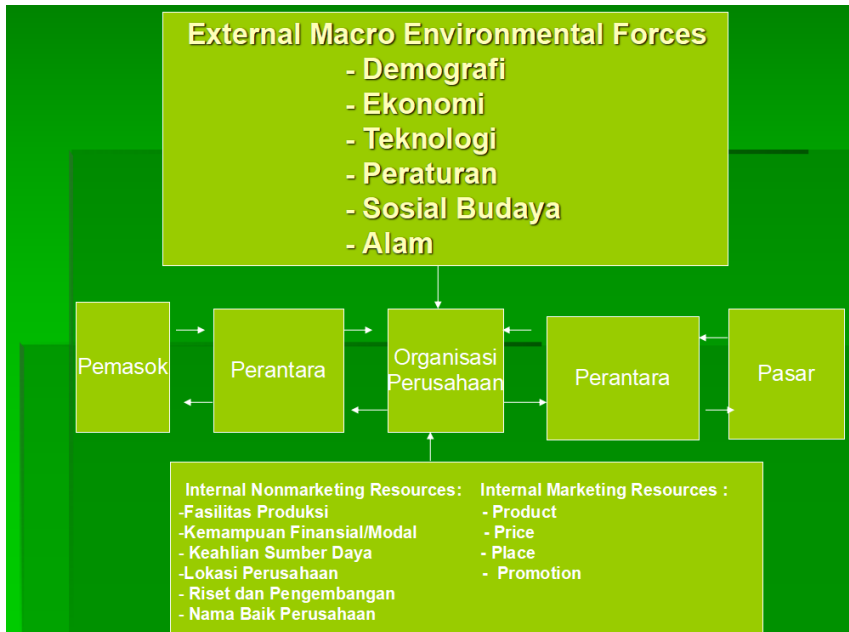 External Macro Environmental Forces
- Demografi
- Ekonomi
- Teknologi
- Peraturan
- Sosial Budaya
- Alam
Pemasok
Perantara
Organisasi
Perusahaan
Perantara
Pasar
Internal Nonmarketing Resources:
-Fasilitas Produksi
-Kemampuan Finansial/Modal
- Keahlian Sumber Daya
-Lokasi Perusahaan
- Riset dan Pengembangan
- Nama Baik Perusahaan
Internal Marketing Resources :
- Product
- Price
- Place
- Promotion